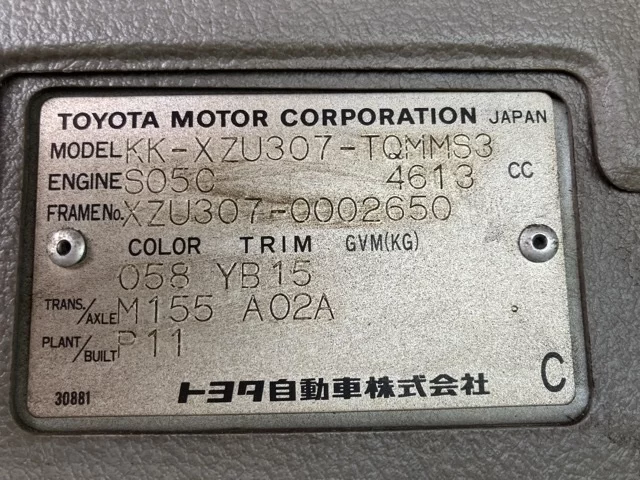 TOYOTA MOTOR CORPORATION JAPAN
MODEL KK-XZU307-TQMMS3
ENGINE S05C 4613 CC
FRAME No. XZU307-0002650
COLOR TRIM GVM(KG)
058 YB15
TRANS./AXLE M155 A02A
PLANT/BUILT P11
30881 トヨタ自動車株式会社 C